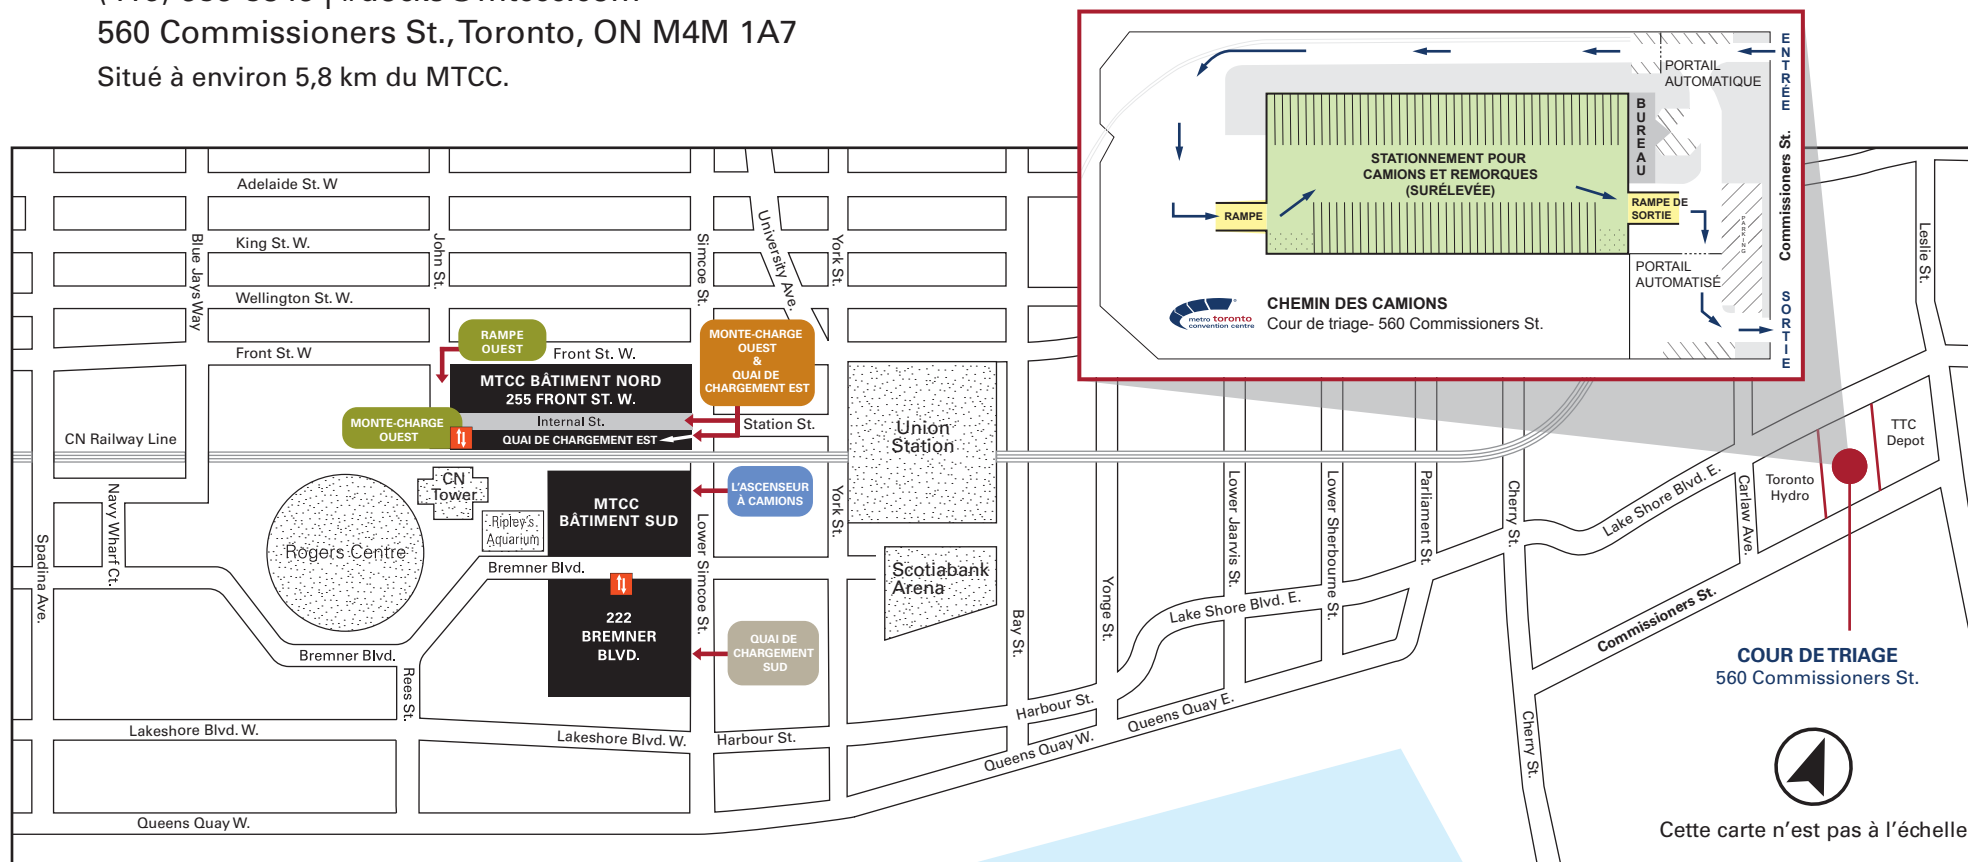 560 Commissioners St., Toronto, ON M4M 1A7
Situé à environ 5,8 km du MTCC.
ENTRÉE
PORTAIL
AUTOMATIQUE
BUREAU
Commissioners St.
STATIONNEMENT POUR
CAMIONS ET REMORQUES
(SURÉLEVÉE)
RAMPE
RAMPE DE
SORTIE
PARKING
PORTAIL
AUTOMATISÉ
SORTIE
metro toronto
convention centre
CHEMIN DES CAMIONS
Cour de triage- 560 Commissioners St.
Adelaide St. W
King St. W.
Wellington St. W.
Front St. W
Front St. W.
Blue Jays Way
John St.
Simcoe St.
University Ave.
York St.
Leslie St.
RAMPE
OUEST
MONTE-CHARGE
OUEST
&
QUAI DE
CHARGEMENT EST
MTCC BÂTIMENT NORD
255 FRONT ST. W.
Internal St.
QUAI DE CHARGEMENT EST
MONTE-CHARGE
OUEST
Station St.
CN Railway Line
Union
Station
TTC
Depot
Toronto
Hydro
CN
Tower
Ripley's
Aquarium
Rogers Centre
MTCC
BÂTIMENT SUD
L'ASCENSEUR
À CAMIONS
York St.
Navy Wharf Ct.
Spadina Ave.
Bremner Blvd.
Lower Simcoe St.
Scotiabank
Arena
222
BREMNER
BLVD.
QUAI DE
CHARGEMENT
SUD
Bremner Blvd.
Rees St.
Bay St.
Yonge St.
Lower Jaarvis St.
Lower Sherbourne St.
Parliament St.
Cherry St.
Lake Shore Blvd. E.
Carlaw Ave.
Lake Shore Blvd. E.
Commissioners St.
COUR DE TRIAGE
560 Commissioners St.
Lakeshore Blvd. W.
Lakeshore Blvd. W.
Harbour St.
Harbour St.
Queens Quay W.
Queens Quay E.
Cherry St.
Queens Quay W.
Cette carte n'est pas à l'échelle